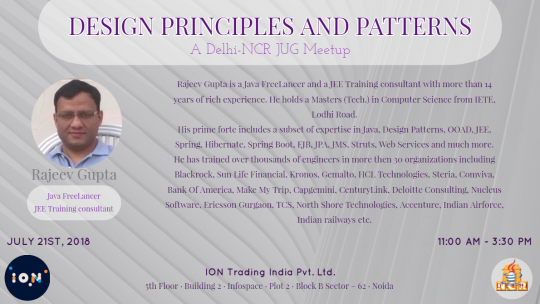 DESIGN PRINCIPLES AND PATTERNS
A Delhi-NCR JUG Meetup
Rajeev Gupta is a Java FreeLancer and a JEE Training consultant with more than 14
years of rich experience. He holds a Masters (Tech.) in Computer Science from IETE,
Lodhi Road.
His prime forte includes a subset of expertise in Java, Design Patterns, OOAD, JEE,
Spring, Hibernate, Spring Boot, EJB, JPA, JMS, Struts, Web Services and much more.
He has trained over thousands of engineers in more then 30 organizations including
Blackrock, Sun Life Financial, Kronos, Gemalto, HCL Technologies, Steria, Conviva,
Bank Of America, Make My Trip, Capgemini, CenturyLink, Deloitte Consulting, Nucleus
Software, Ericsson Gurgaon, TCS, North Shore Technologies, Accenture, Indian Airforce,
Indian railways etc.
Rajeev Gupta
Java FreeLancer
JEE Training consultant
JULY 21ST, 2018
11:00 AM - 3:30 PM
ION
ION Trading India Pvt. Ltd.
5th Floor · Building 2 · Infospace · Plot 2 · Block B Sector – 62 · Noida